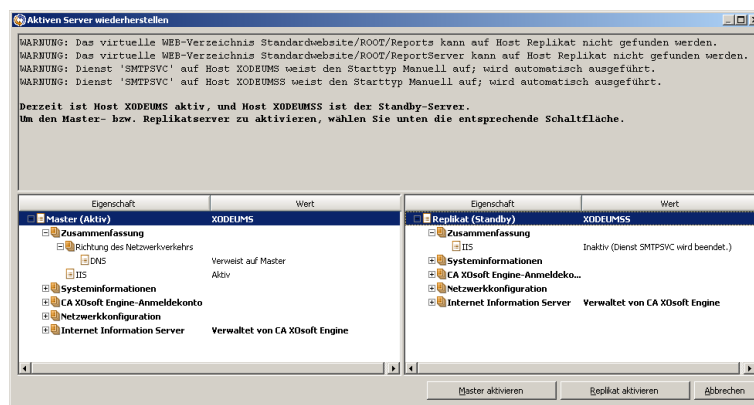 Aktiven Server wiederherstellen
WARNUNG: Das virtuelle WEB-Verzeichnis Standardwebsite/ROOT/Reports kann auf Host Replikat nicht gefunden werden.
WARNUNG: Das virtuelle WEB-Verzeichnis Standardwebsite/ROOT/ReportServer kann auf Host Replikat nicht gefunden werden.
WARNUNG: Dienst 'SMTPSVC' auf Host XODEUMS weist den Starttyp Manuell auf; wird automatisch ausgeführt.
WARNUNG: Dienst 'SMTPSVC' auf Host XODEUMSS weist den Starttyp Manuell auf; wird automatisch ausgeführt.
Derzeit ist Host XODEUMS aktiv, und Host XODEUMSS ist der Standby-Server.
Um den Master- bzw. Replikatserver zu aktivieren, wählen Sie unten die entsprechende Schaltfläche.
Eigenschaft Wert
Master (Aktiv) XODEUMS
Zusammenfassung
Richtung des Netzwerkverkehrs
DNS Verweist auf Master
IIS Aktiv
Systeminformationen
CA XOsoft Engine-Anmeldekonto
Netzwerkkonfiguration
Internet Information Server Verwaltet von CA XOsoft Engine
Eigenschaft Wert
Replikat (Standby) XODEUMSS
Zusammenfassung
IIS Inaktiv (Dienst SMTPSVC wird beendet.)
Systeminformationen
CA XOsoft Engine-Anmeldeko...
Netzwerkkonfiguration
Internet Information Server Verwaltet von CA XOsoft Engine
Master aktivieren Replikat aktivieren Abbrechen